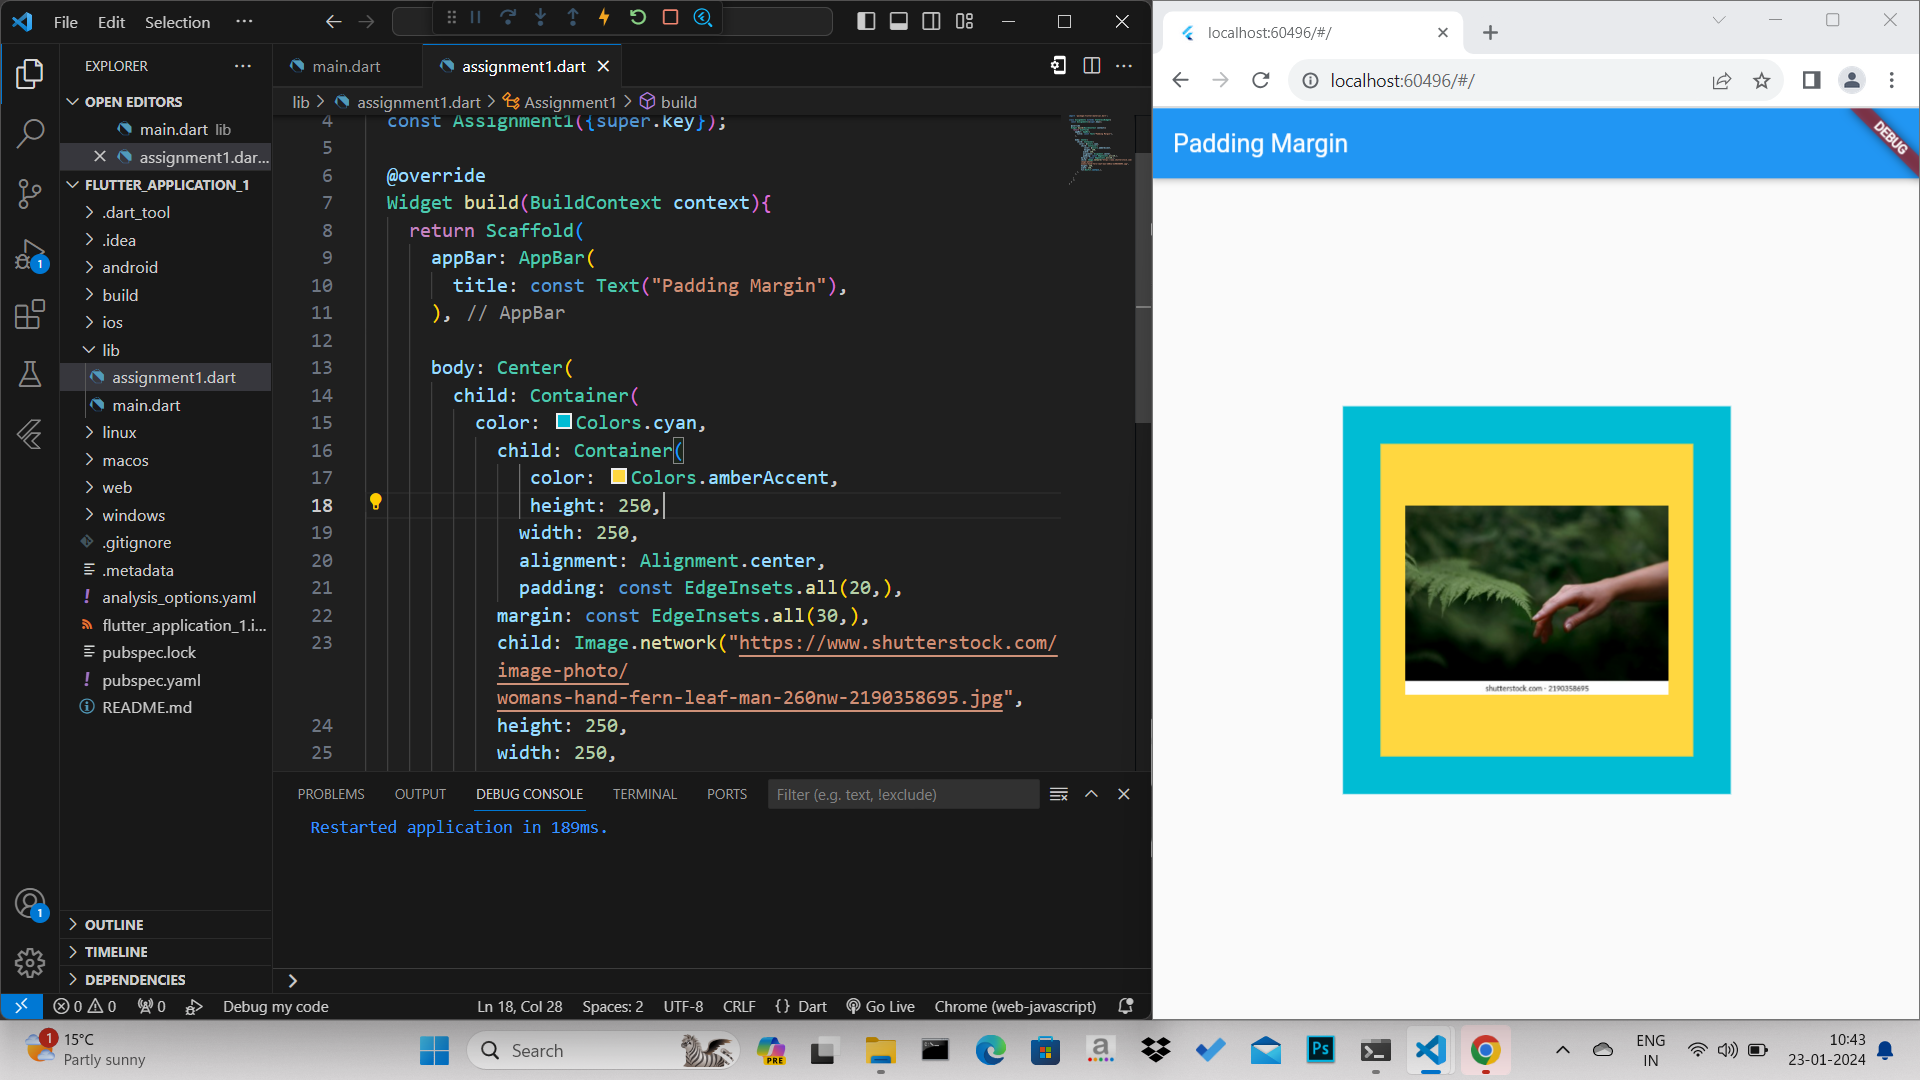 File Edit Selection ···
EXPLORER ···
OPEN EDITORS
main.dart lib
assignment1.dar...
FLUTTER_APPLICATION_1
.dart_tool
.idea
android
build
ios
lib
assignment1.dart
main.dart
linux
macos
web
windows
.gitignore
.metadata
analysis_options.yaml
flutter_application_1.i...
pubspec.lock
pubspec.yaml
README.md
OUTLINE
TIMELINE
DEPENDENCIES
1
1
main.dart assignment1.dart
lib > assignment1.dart > Assignment1 > build
4 const Assignment1({super.key});
5
6 @override
7 Widget build(BuildContext context){
8 return Scaffold(
9 appBar: AppBar(
10 title: const Text("Padding Margin"),
11 ), // AppBar
12
13 body: Center(
14 child: Container(
15 color: Colors.cyan,
16 child: Container(
17 color: Colors.amberAccent,
18 height: 250,
19 width: 250,
20 alignment: Alignment.center,
21 padding: const EdgeInsets.all(20,),
22 margin: const EdgeInsets.all(30,),
23 child: Image.network("https://www.shutterstock.com/
image-photo/
womans-hand-fern-leaf-man-260nw-2190358695.jpg",
24 height: 250,
25 width: 250,
PROBLEMS OUTPUT DEBUG CONSOLE TERMINAL PORTS Filter (e.g. text, !exclude)
Restarted application in 189ms.
0 0 0 Debug my code Ln 18, Col 28 Spaces: 2 UTF-8 CRLF {} Dart Go Live Chrome (web-javascript)
localhost:60496/#/
localhost:60496/#/
Padding Margin
DEBUG
shutterstock.com · 2190358695
1
15°C
Partly sunny
Search
PRE
a
Ps
ENG
IN
10:43
23-01-2024